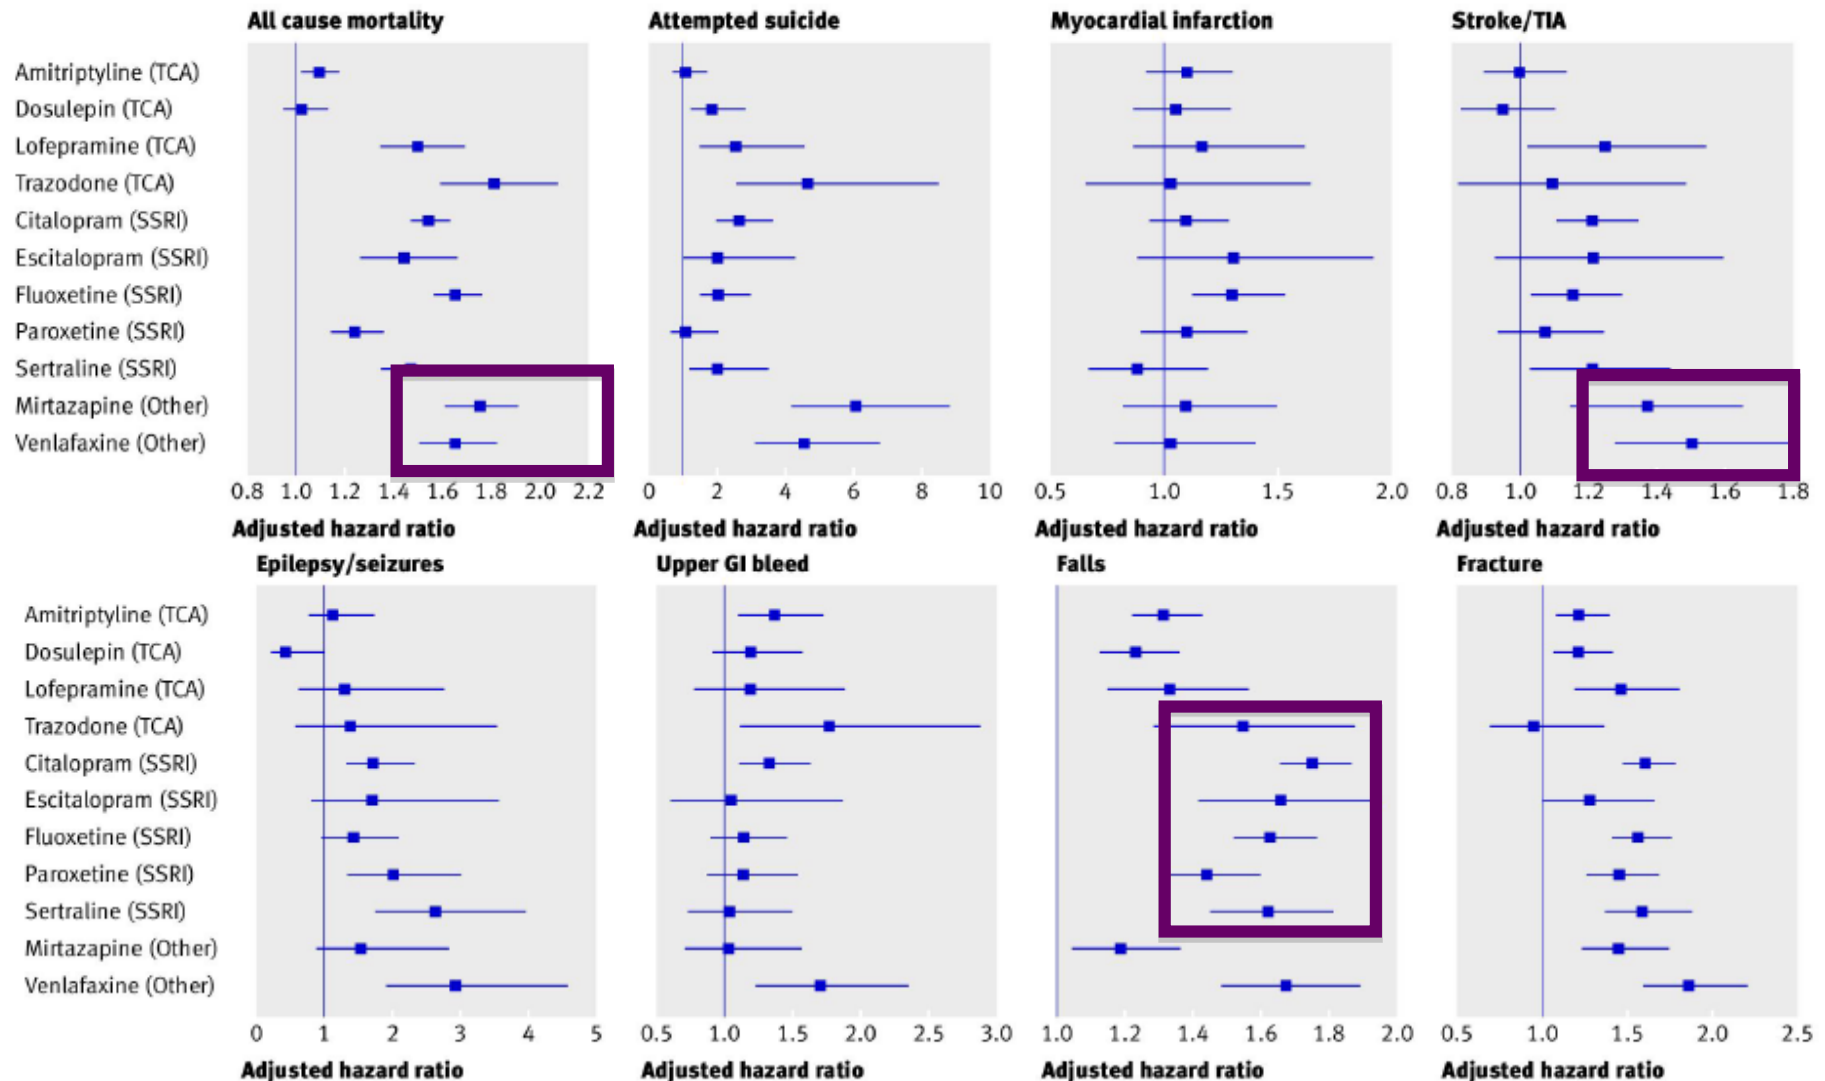 All cause mortality Attempted suicide Myocardial infarction Stroke/TIA
Amitriptyline (TCA)
Dosulepin (TCA)
Lofepramine (TCA)
Trazodone (TCA)
Citalopram (SSRI)
Escitalopram (SSRI)
Fluoxetine (SSRI)
Paroxetine (SSRI)
Sertraline (SSRI)
Mirtazapine (Other)
Venlafaxine (Other)
0.8 1.0 1.2 1.4 1.6 1.8 2.0 2.2 0 2 4 6 8 10 0.5 1.0 1.5 2.0 0.8 1.0 1.2 1.4 1.6 1.8
Adjusted hazard ratio Adjusted hazard ratio Adjusted hazard ratio Adjusted hazard ratio
Epilepsy/seizures Upper GI bleed Falls Fracture
Amitriptyline (TCA)
Dosulepin (TCA)
Lofepramine (TCA)
Trazodone (TCA)
Citalopram (SSRI)
Escitalopram (SSRI)
Fluoxetine (SSRI)
Paroxetine (SSRI)
Sertraline (SSRI)
Mirtazapine (Other)
Venlafaxine (Other)
0 1 2 3 4 5 0.5 1.0 1.5 2.0 2.5 3.0 1.0 1.2 1.4 1.6 1.8 2.0 0.5 1.0 1.5 2.0 2.5
Adjusted hazard ratio Adjusted hazard ratio Adjusted hazard ratio Adjusted hazard ratio